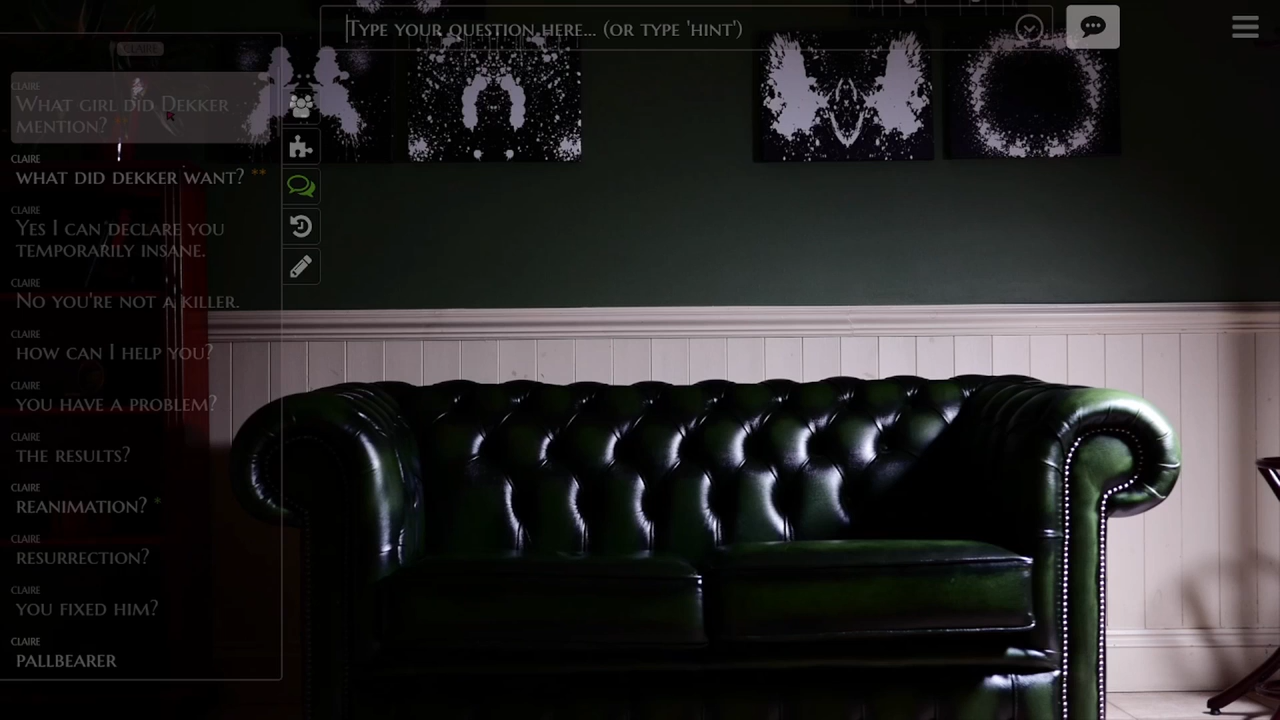 Type your question here... (or type 'hint')
CLAIRE
CLAIRE
What girl did Dekker
mention? **
CLAIRE
what did dekker want? **
CLAIRE
Yes I can declare you
temporarily insane.
CLAIRE
No you're not a killer.
CLAIRE
how can I help you?
CLAIRE
you have a problem?
CLAIRE
the results?
CLAIRE
reanimation? *
CLAIRE
resurrection?
CLAIRE
you fixed him?
CLAIRE
pallbearer